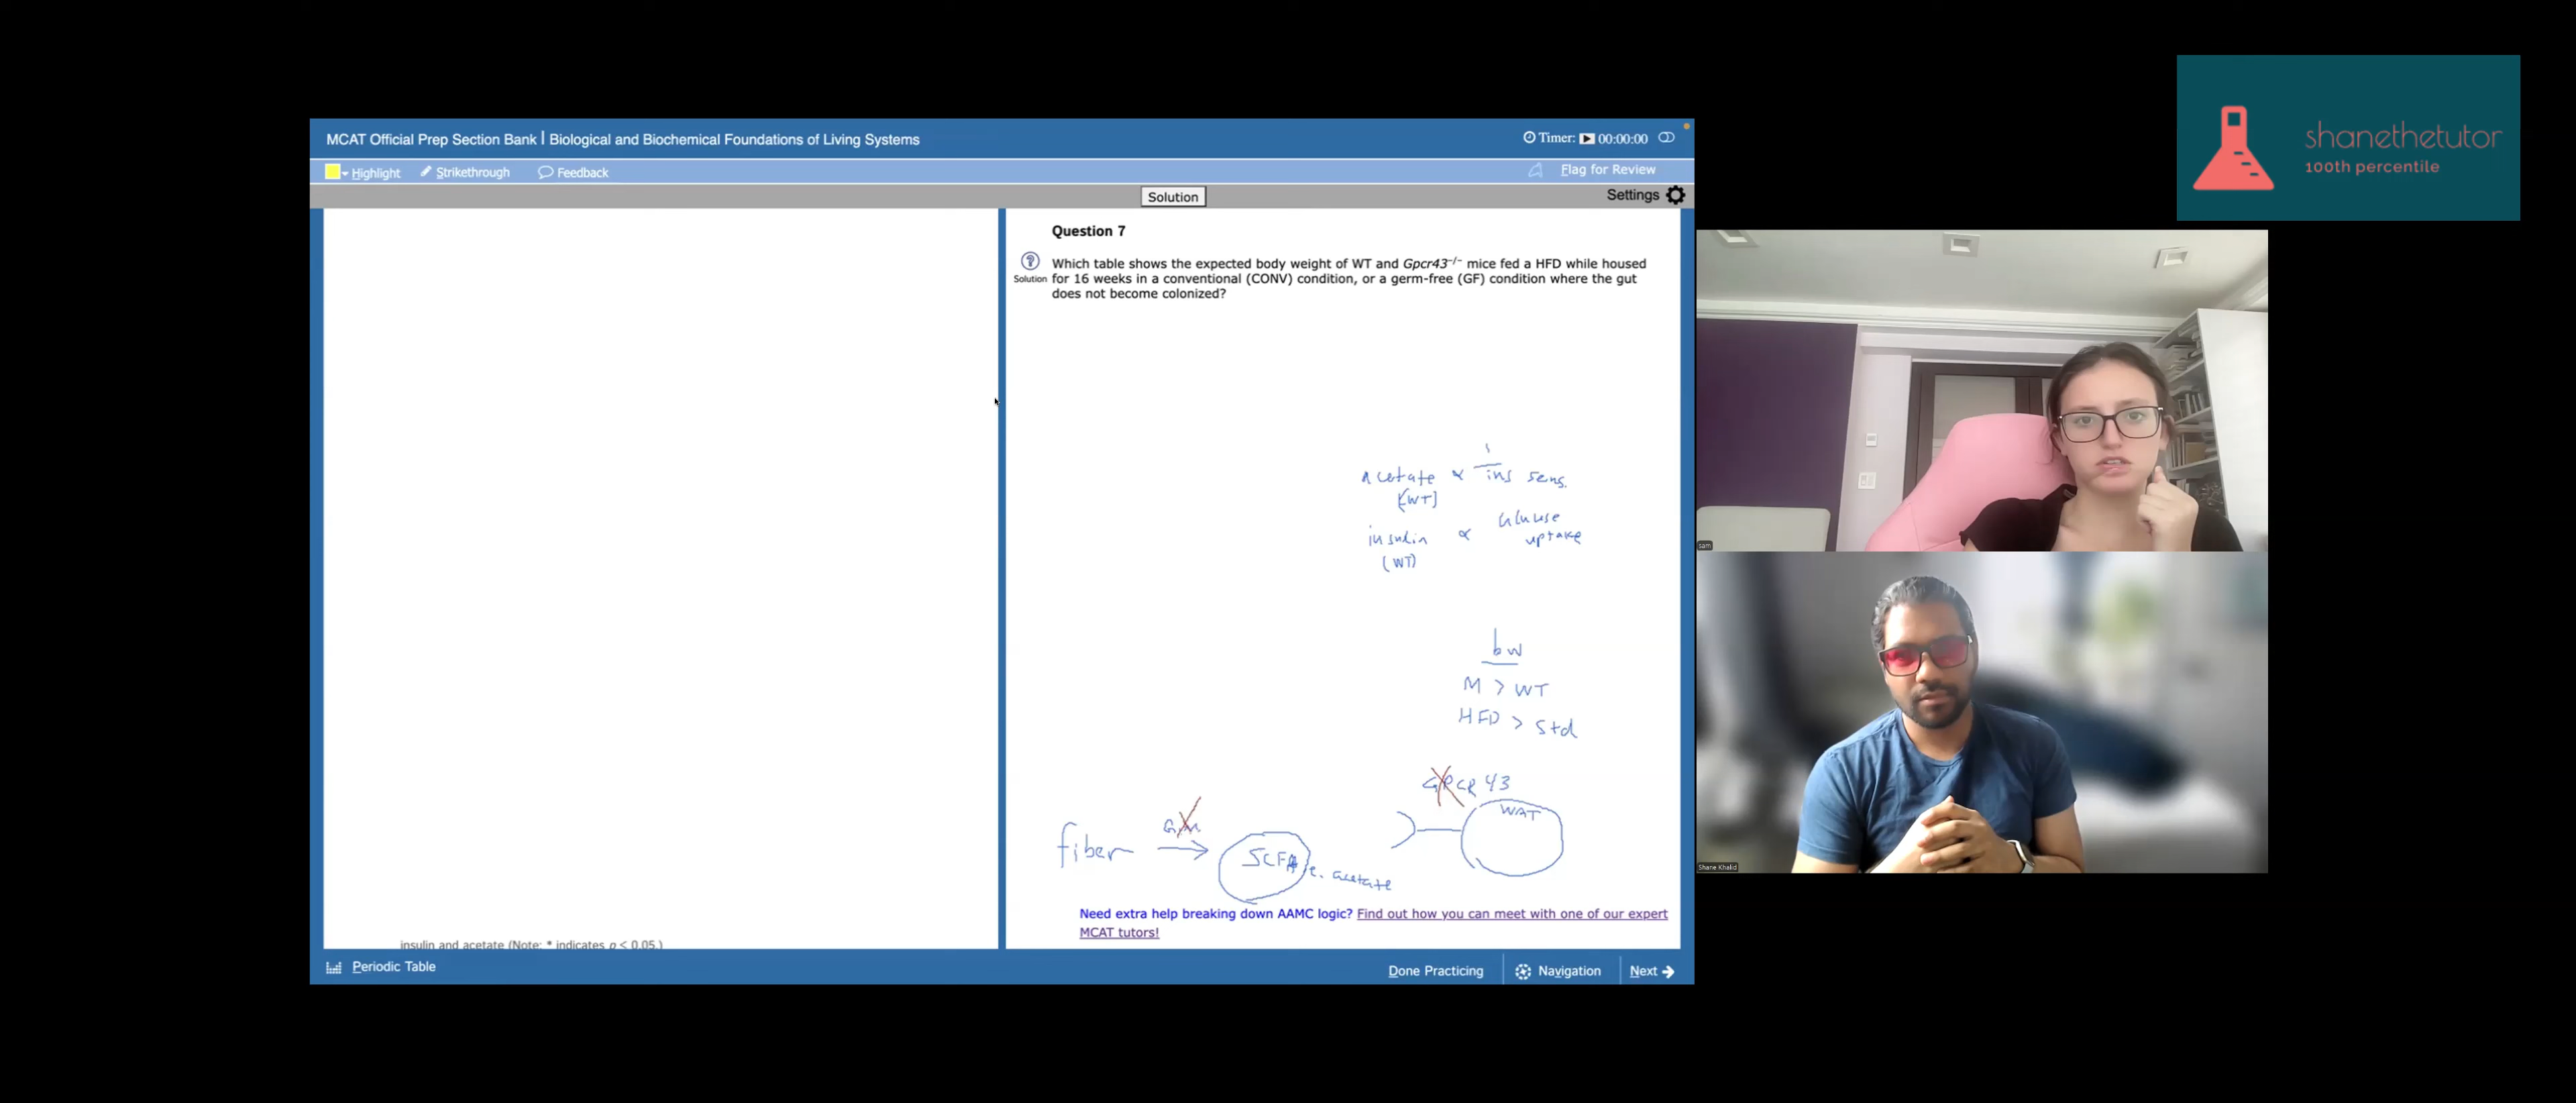 MCAT Official Prep Section Bank | Biological and Biochemical Foundations of Living Systems
Timer: 00:00:00
Highlight
Strikethrough
Feedback
Flag for Review
Solution
Settings
Question 7
Solution
Which table shows the expected body weight of WT and Gpcr43⁻/⁻ mice fed a HFD while housed
for 16 weeks in a conventional (CONV) condition, or a germ-free (GF) condition where the gut
does not become colonized?
acetate ∝ 1/ins sens.
(WT)
insulin ∝ glucose
uptake
(WT)
bw
M > WT
HFD > Std
GPCR 43
WAT
fiber
GM
SCFA i.e. acetate
Need extra help breaking down AAMC logic? Find out how you can meet with one of our expert
MCAT tutors!
insulin and acetate (Note: * indicates p < 0.05.)
Periodic Table
Done Practicing
Navigation
Next
shanethetutor
100th percentile
sam
Shane Khalid